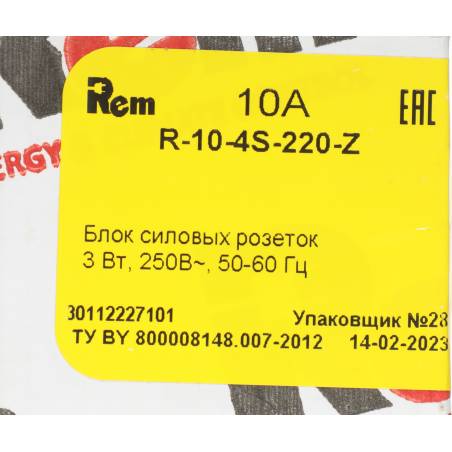 Rem 10A EAC
R-10-4S-220-Z
ERGY
Блок силовых розеток
3 Вт, 250В~, 50-60 Гц
30112227101 Упаковщик №28
ТУ BY 800008148.007-2012 14-02-2023